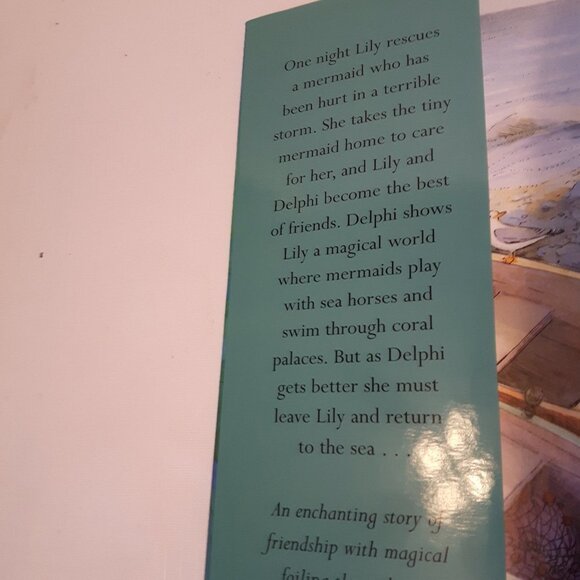 One night Lily rescues
a mermaid who has
been hurt in a terrible
storm. She takes the tiny
mermaid home to care
for her, and Lily and
Delphi become the best
of friends. Delphi shows
Lily a magical world
where mermaids play
with sea horses and
swim through coral
palaces. But as Delphi
gets better she must
leave Lily and return
to the sea . . .
An enchanting story of
friendship with magical
foiling